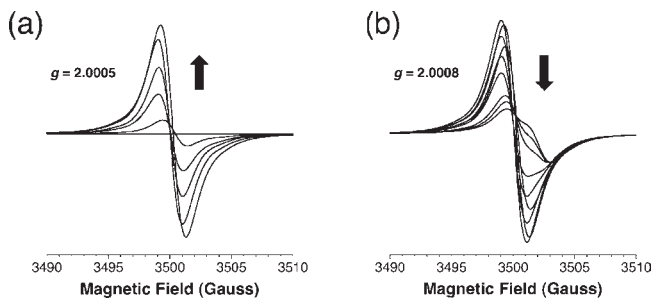 (a)
g = 2.0005
3490 3495 3500 3505 3510
Magnetic Field (Gauss)
(b)
g = 2.0008
3490 3495 3500 3505 3510
Magnetic Field (Gauss)